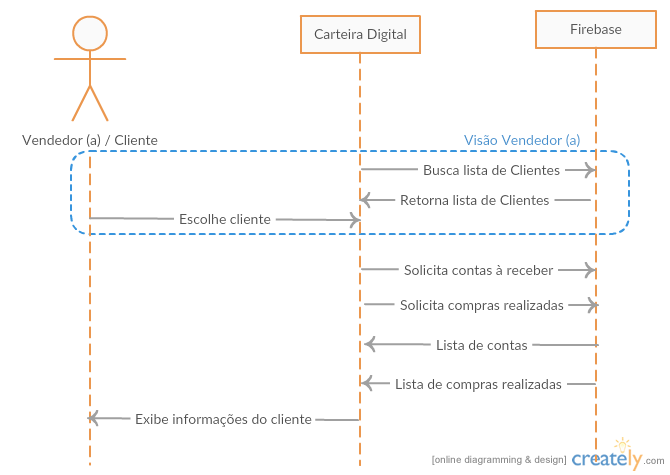 Carteira Digital
Firebase
Vendedor (a) / Cliente
Visão Vendedor (a)
Busca lista de Clientes
Retorna lista de Clientes
Escolhe cliente
Solicita contas à receber
Solicita compras realizadas
Lista de contas
Lista de compras realizadas
Exibe informações do cliente
[online diagramming & design] creately.com